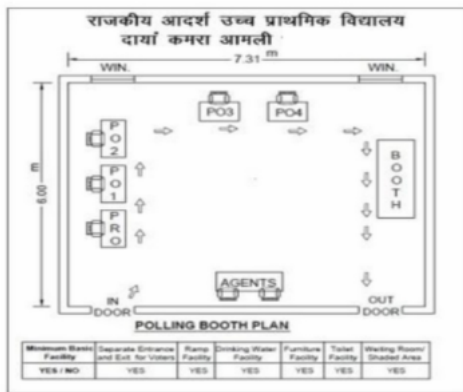 राजकीय आदर्श उच्च प्राथमिक विद्यालय
दायां कमरा आमली
7.31 m
WIN. WIN.
PO3 PO4
PO2
BOOTH
PO1
6.00 m
PRO
AGENTS
IN DOOR
OUT DOOR
POLLING BOOTH PLAN
Minimum Basic Facility Separate Entrance and Exit for Voters Ramp Facility Drinking Water Facility Furniture Facility Toilet Facility Waiting Room/ Shaded Area
YES / NO YES YES YES YES YES YES